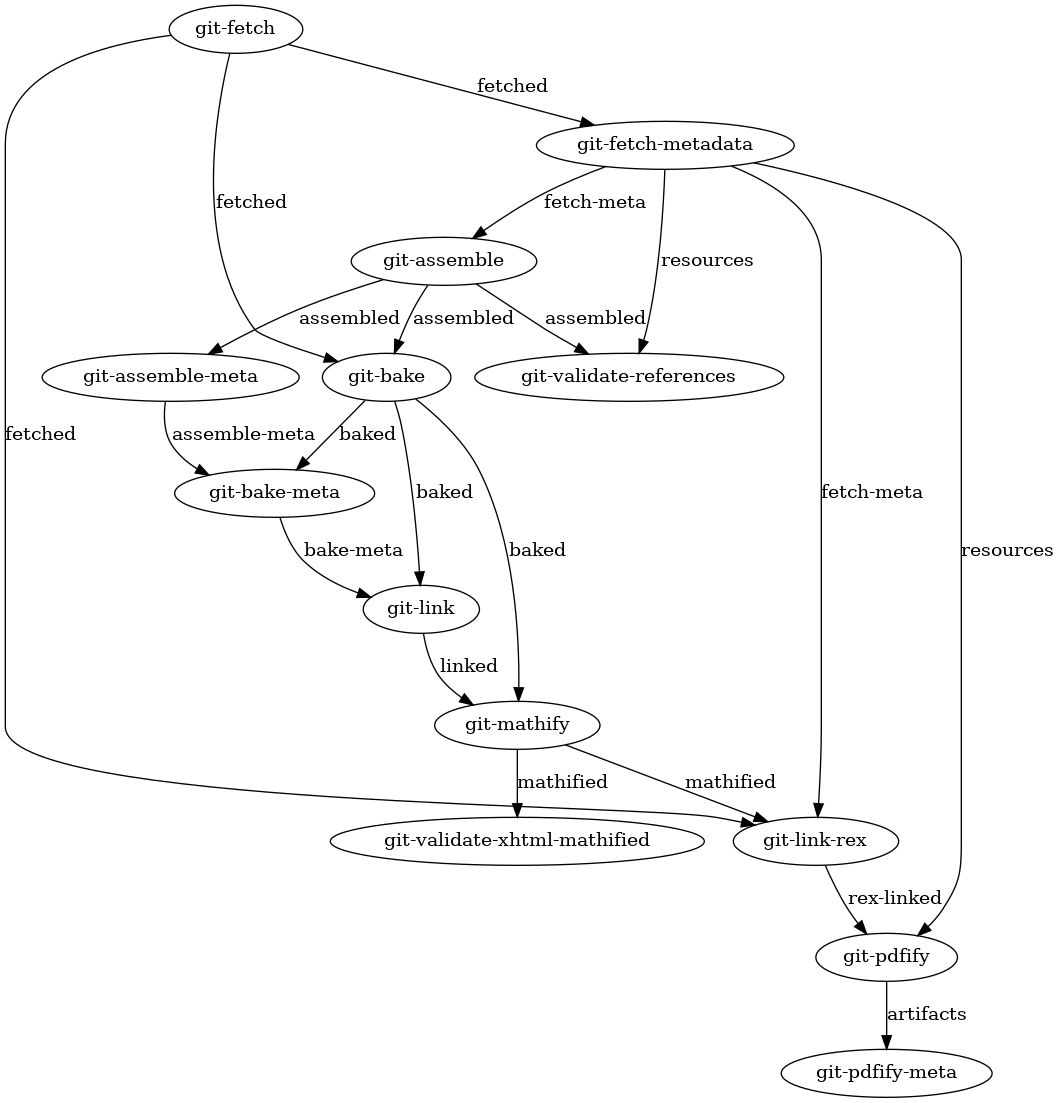 git-fetch
fetched
git-fetch-metadata
fetched
fetch-meta
git-assemble
resources
assembled
assembled
assembled
git-assemble-meta
git-bake
git-validate-references
fetched
assemble-meta
baked
git-bake-meta
baked
fetch-meta
bake-meta
baked
resources
git-link
linked
git-mathify
mathified
mathified
git-validate-xhtml-mathified
git-link-rex
rex-linked
git-pdfify
artifacts
git-pdfify-meta